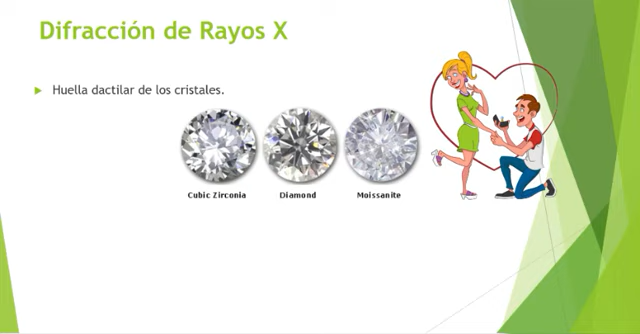 Difracción de Rayos X
Huella dactilar de los cristales.
Cubic Zirconia
Diamond
Moissanite